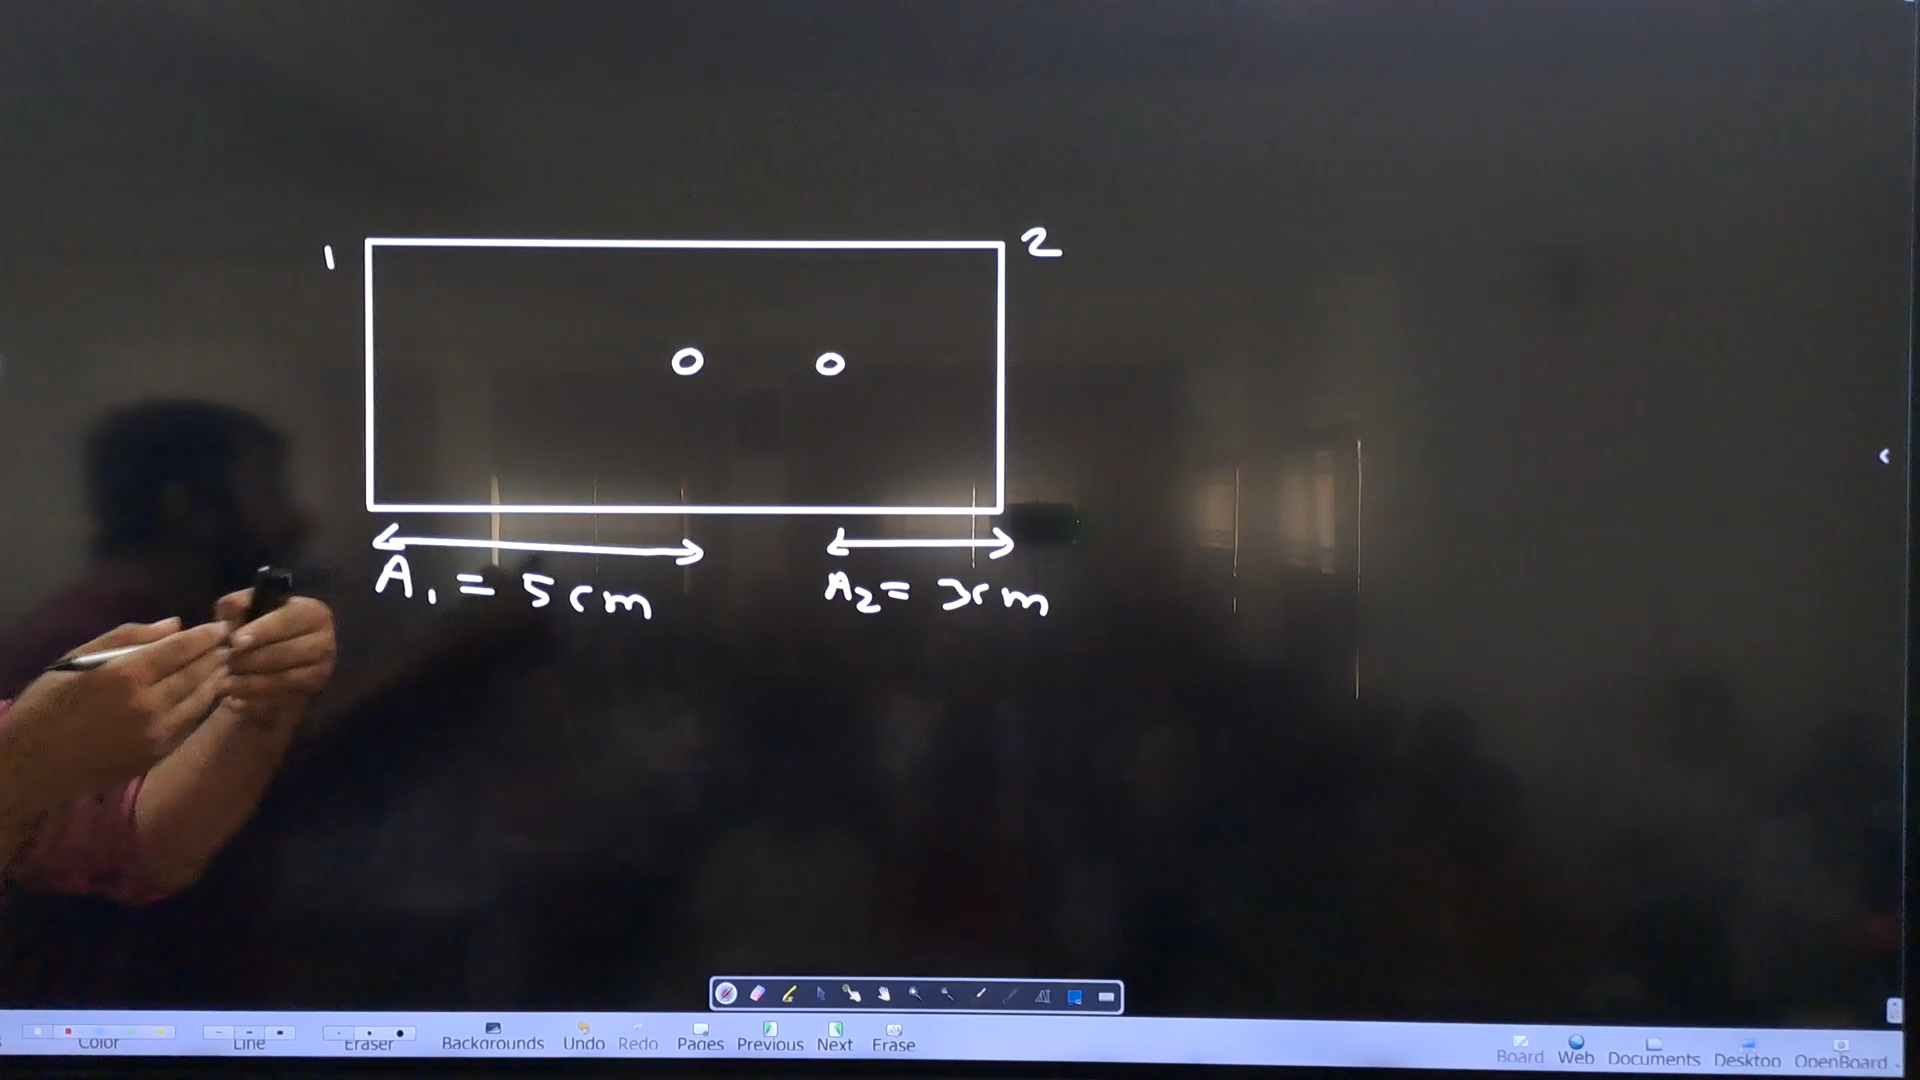 1
2
A₁ = 5cm
A₂ = 3cm
Color
Line
Eraser
Backgrounds
Undo
Redo
Pages
Previous
Next
Erase
Board
Web
Documents
Desktop
OpenBoard